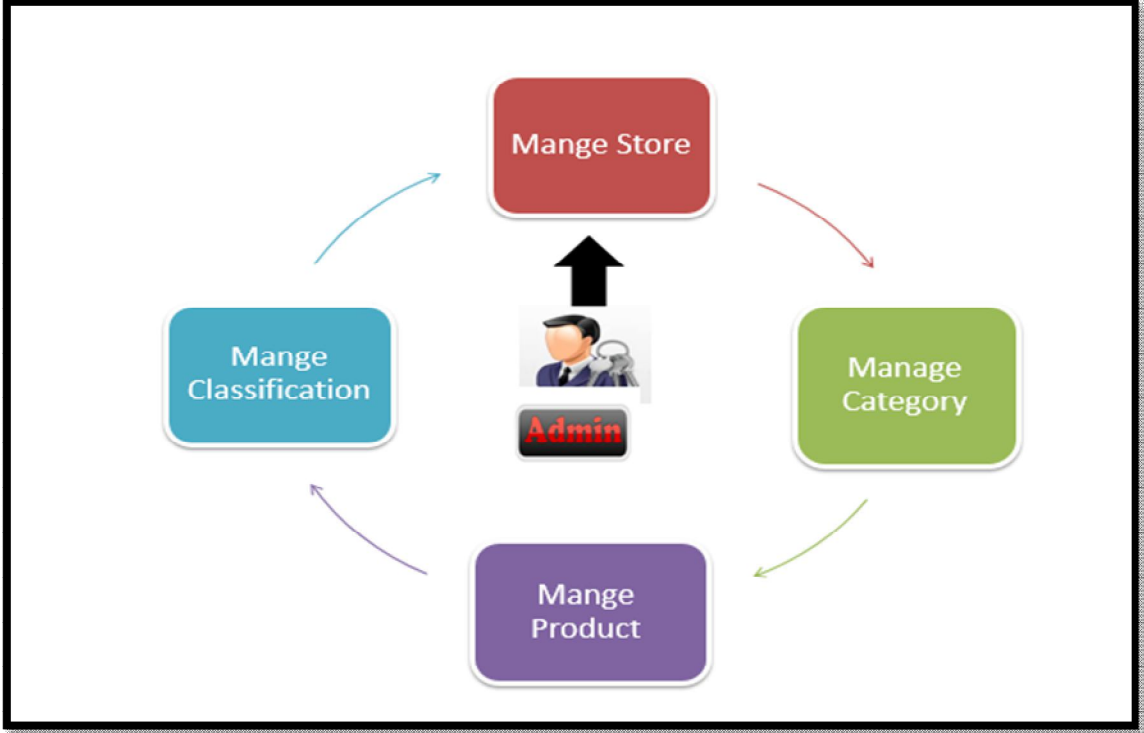 Mange Store
Manage
Category
Mange
Product
Mange
Classification
Admin